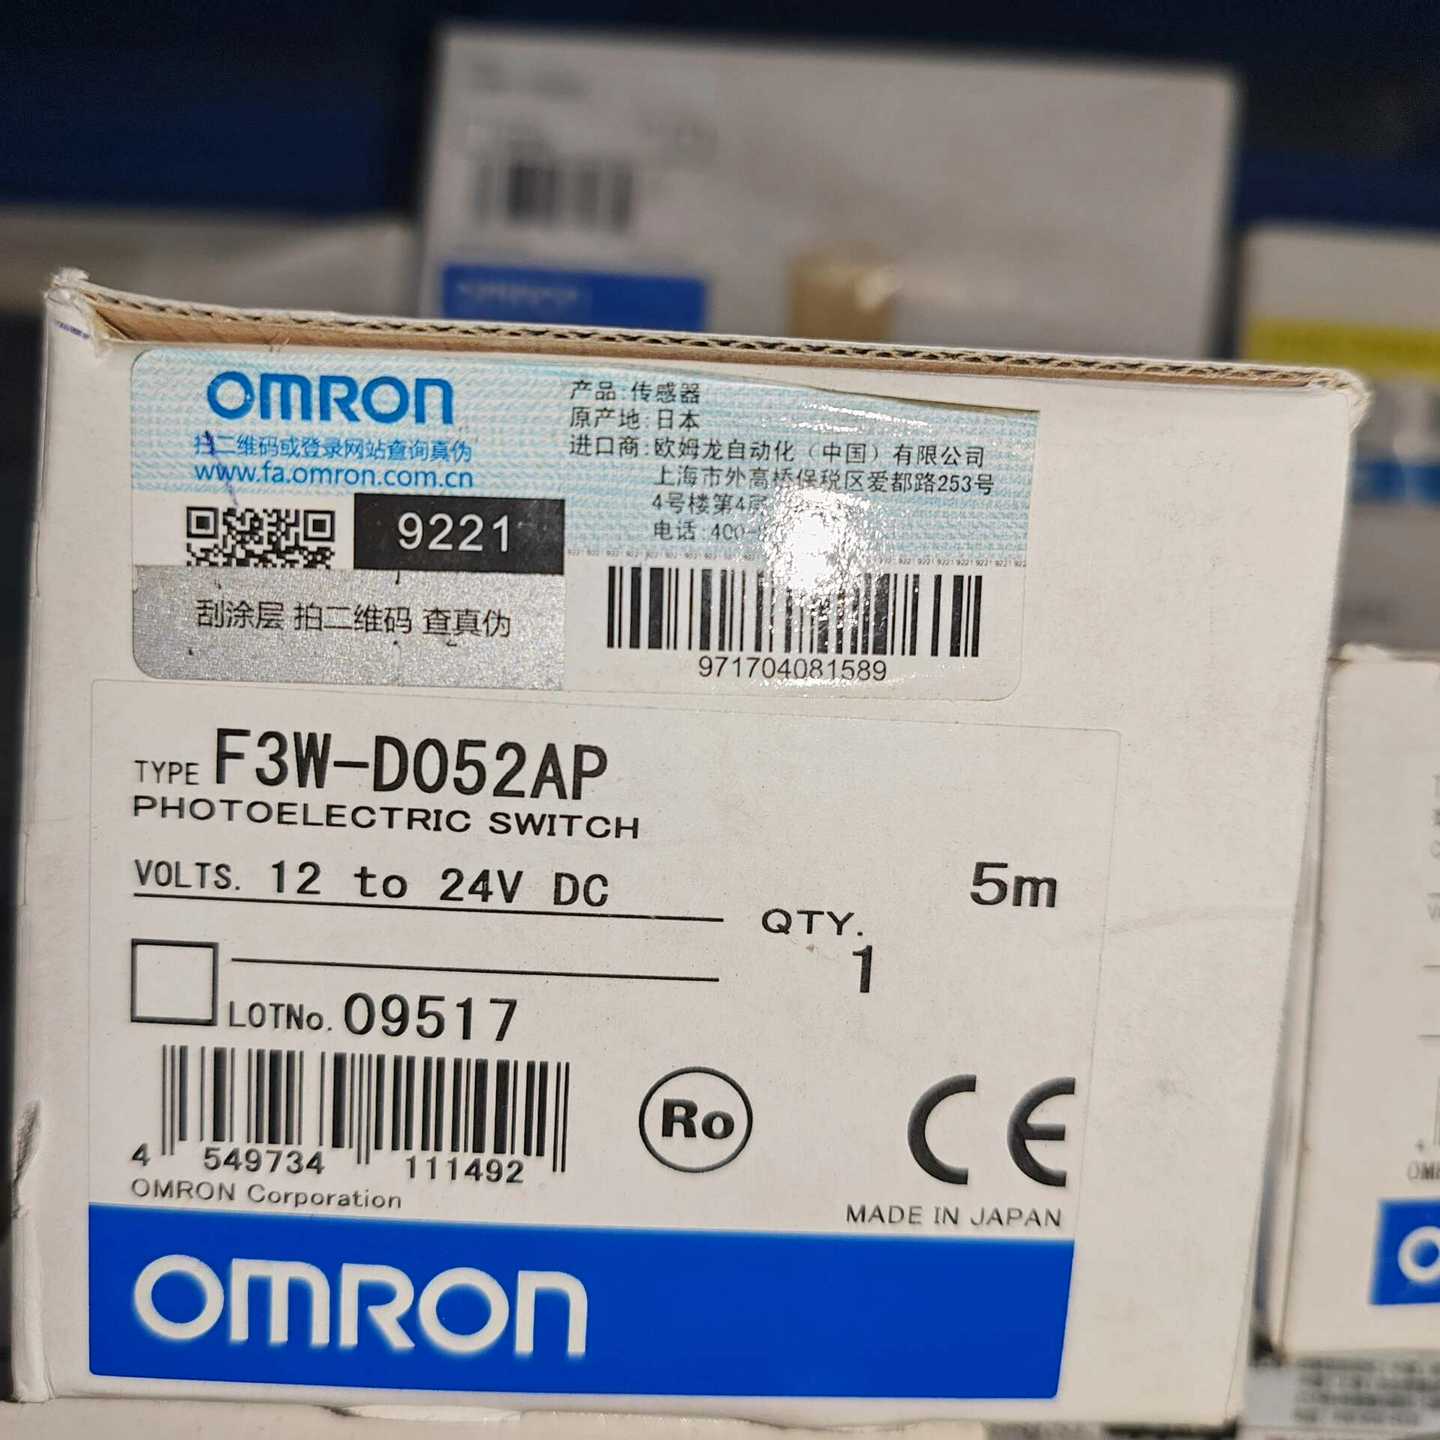 OMRON
扫二维码或登录网站查询真伪
www.fa.omron.com.cn
9221
刮涂层 拍二维码 查真伪
产品:传感器
原产地:日本
进口商:欧姆龙自动化（中国）有限公司
上海市外高桥保税区爱都路253号
4号楼第4
电话:400-
971704081589
TYPE F3W-D052AP
PHOTOELECTRIC SWITCH
VOLTS. 12 to 24V DC
5m
QTY.
1
LOTNo. 09517
4 549734 111492
Ro
CE
OMRON Corporation
MADE IN JAPAN
OMRON
OMRON